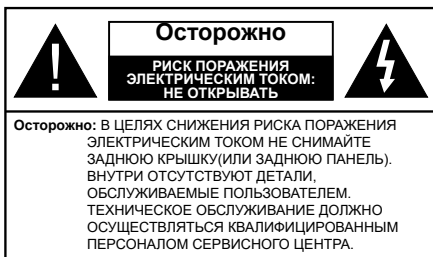 Осторожно
РИСК ПОРАЖЕНИЯ
ЭЛЕКТРИЧЕСКИМ ТОКОМ:
НЕ ОТКРЫВАТЬ
Осторожно: В ЦЕЛЯХ СНИЖЕНИЯ РИСКА ПОРАЖЕНИЯ
ЭЛЕКТРИЧЕСКИМ ТОКОМ НЕ СНИМАЙТЕ
ЗАДНЮЮ КРЫШКУ(ИЛИ ЗАДНЮЮ ПАНЕЛЬ).
ВНУТРИ ОТСУТСТВУЮТ ДЕТАЛИ,
ОБСЛУЖИВАЕМЫЕ ПОЛЬЗОВАТЕЛЕМ.
ТЕХНИЧЕСКОЕ ОБСЛУЖИВАНИЕ ДОЛЖНО
ОСУЩЕСТВЛЯТЬСЯ КВАЛИФИЦИРОВАННЫМ
ПЕРСОНАЛОМ СЕРВИСНОГО ЦЕНТРА.